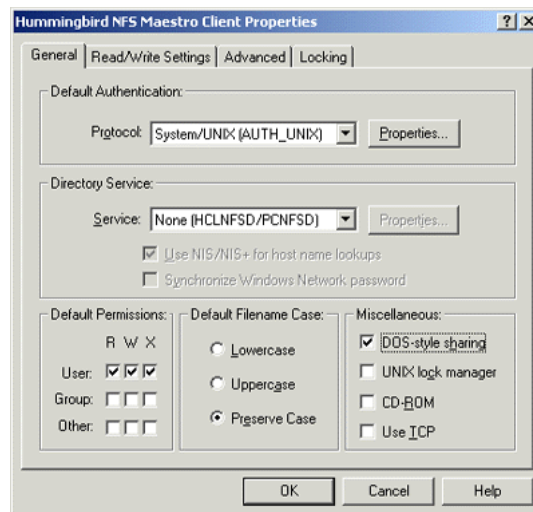 Hummingbird NFS Maestro Client Properties
General Read/Write Settings Advanced Locking
Default Authentication:
Protocol: System/UNIX (AUTH_UNIX) Properties...
Directory Service:
Service: None (HCLNFSD/PCNFSD) Properties...
Use NIS/NIS+ for host name lookups
Synchronize Windows Network password
Default Permissions:
R W X
User:
Group:
Other:
Default Filename Case:
Lowercase
Uppercase
Preserve Case
Miscellaneous:
DOS-style sharing
UNIX lock manager
CD-ROM
Use TCP
OK Cancel Help